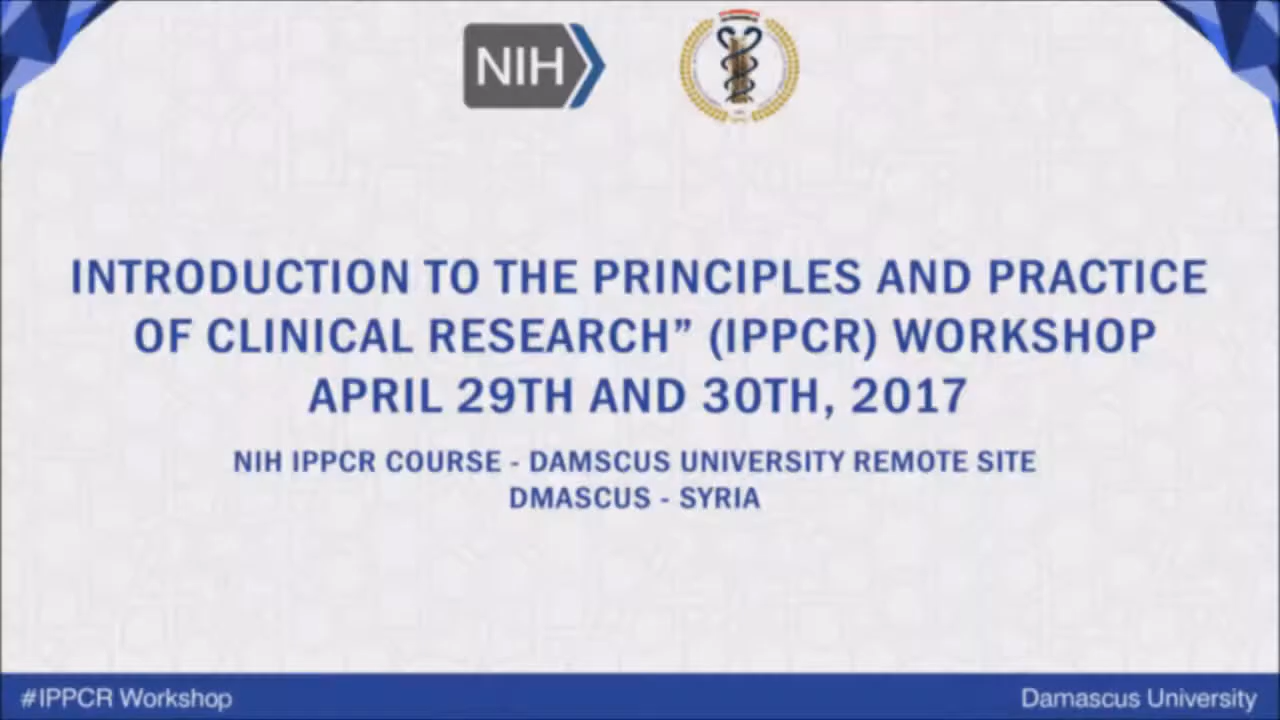 NIH
INTRODUCTION TO THE PRINCIPLES AND PRACTICE
OF CLINICAL RESEARCH” (IPPCR) WORKSHOP
APRIL 29TH AND 30TH, 2017
NIH IPPCR COURSE - DAMSCUS UNIVERSITY REMOTE SITE
DMASCUS - SYRIA
#IPPCR Workshop
Damascus University